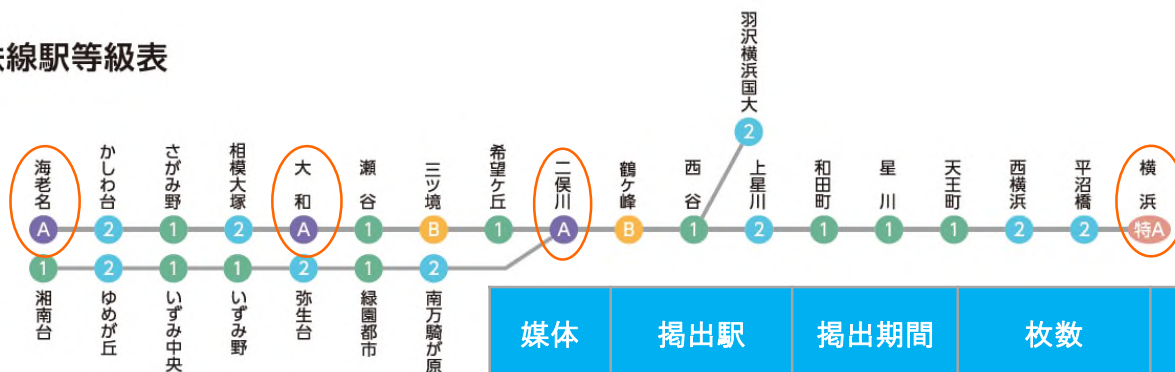 線駅等級表
羽沢横浜国大
2
海老名
かしわ台
さがみ野
相模大塚
大和
瀬谷
三ツ境
希望ケ丘
二俣川
鶴ケ峰
西谷
上星川
和田町
星川
天王町
西横浜
平沼橋
横浜
A 2 1 2 A 1 B 1 A B 1 2 1 1 1 2 2 特A
1 2 1 1 2 1 2
湘南台
ゆめが丘
いずみ中央
いずみ野
弥生台
緑園都市
南万騎が原
媒体 掲出駅 掲出期間 枚数